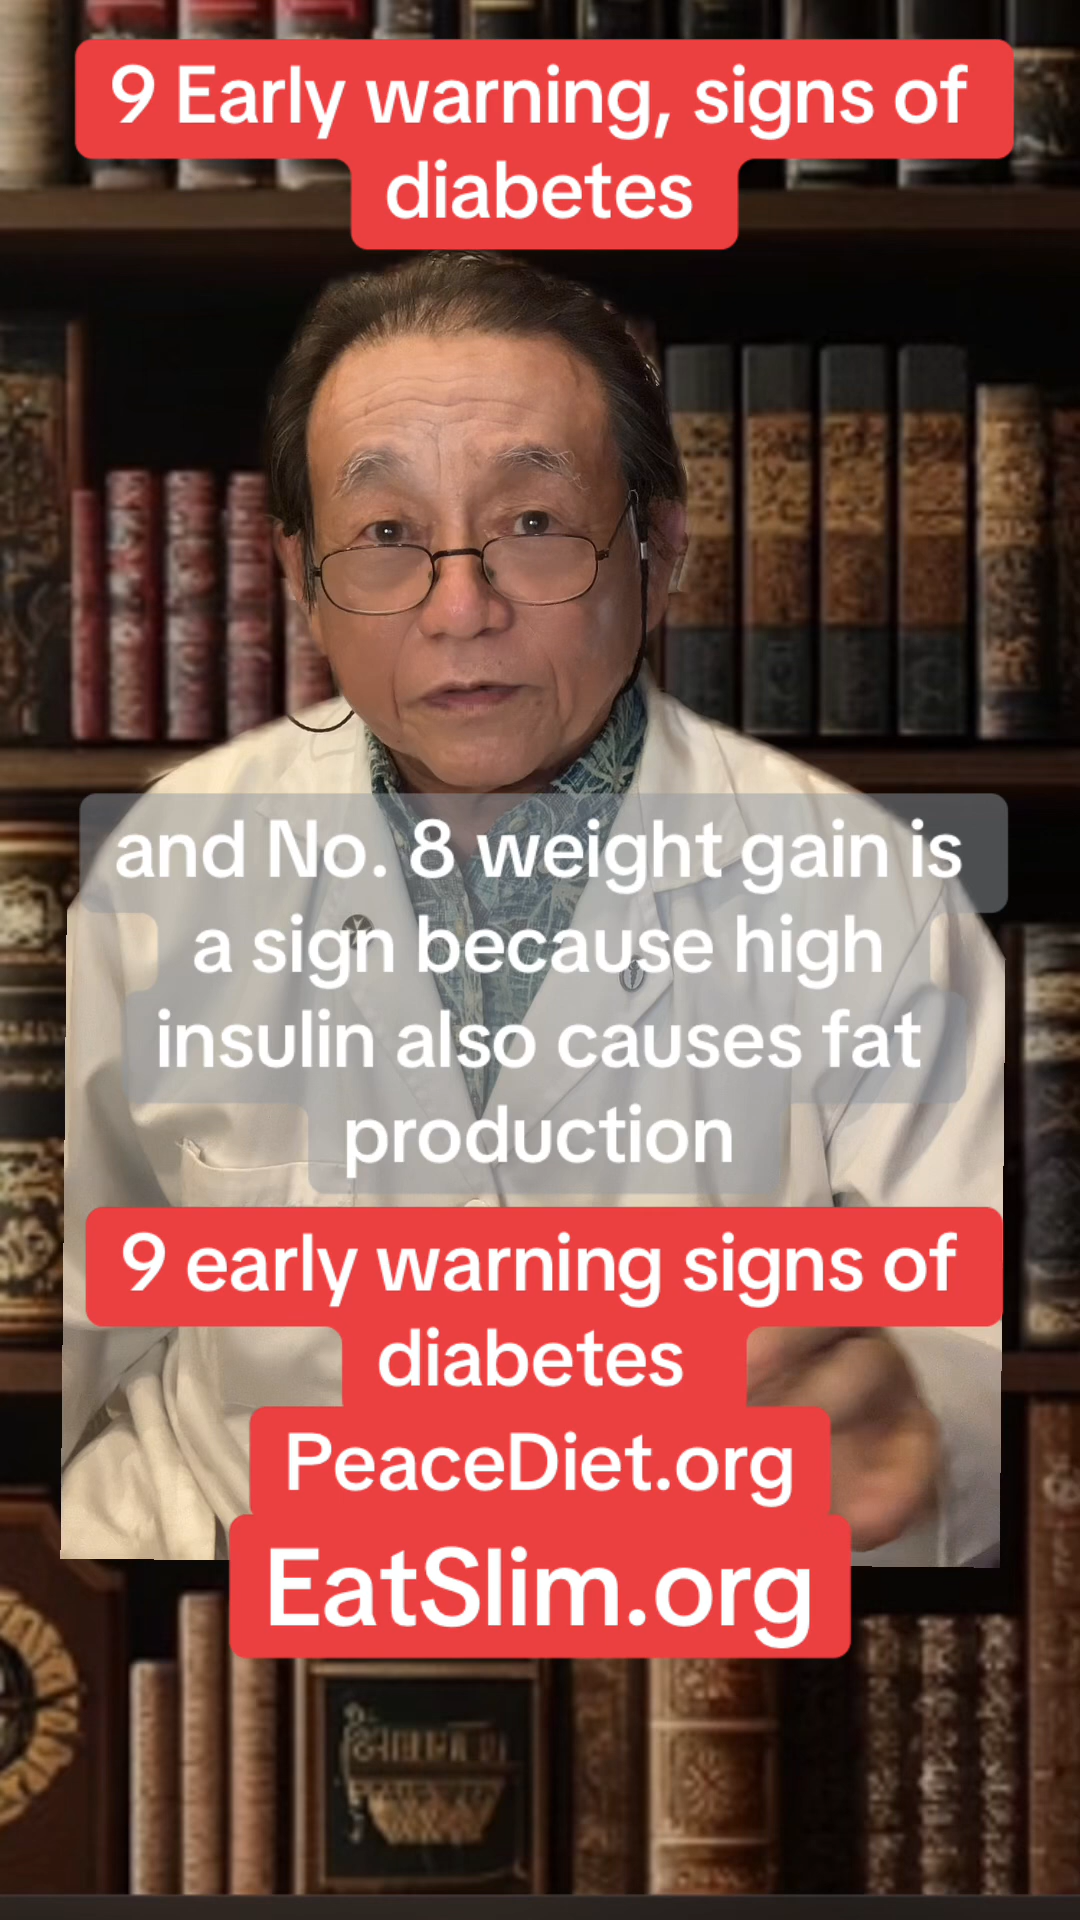 9 Early warning, signs of
diabetes
and No. 8 weight gain is
a sign because high
insulin also causes fat
production
9 early warning signs of
diabetes
PeaceDiet.org
EatSlim.org